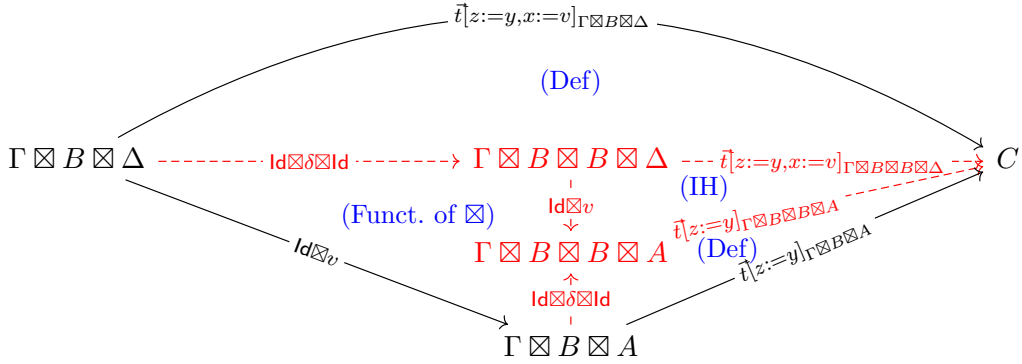 t⃗[z:=y,x:=v]Γ⊠B⊠Δ
(Def)
Γ ⊠ B ⊠ Δ
Id⊠δ⊠Id
Γ ⊠ B ⊠ B ⊠ Δ
t⃗[z:=y,x:=v]Γ⊠B⊠B⊠Δ
C
(IH)
Id⊠v
(Funct. of ⊠)
t⃗[z:=y]Γ⊠B⊠B⊠A
Id⊠v
Γ ⊠ B ⊠ B ⊠ A
(Def)
t⃗[z:=y]Γ⊠B⊠A
Id⊠δ⊠Id
Γ ⊠ B ⊠ A